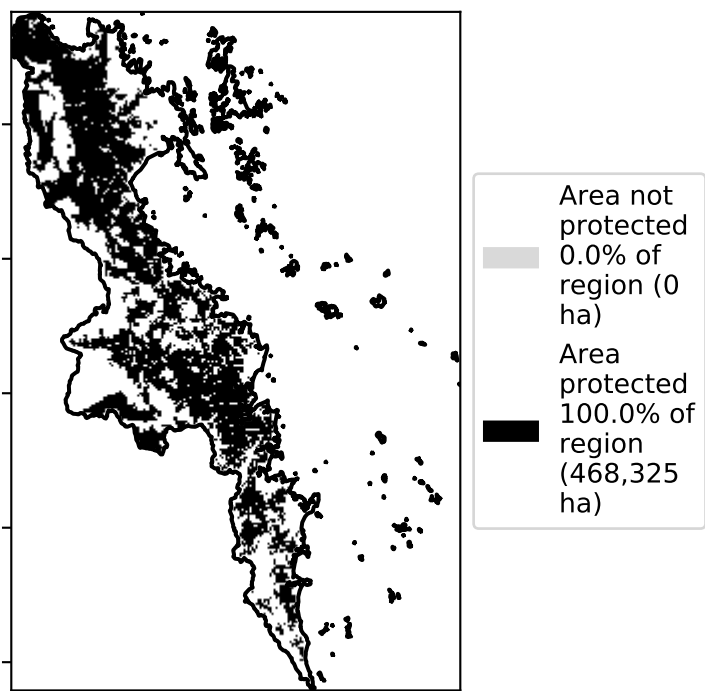 Area not
protected
0.0% of
region (0
ha)
Area
protected
100.0% of
region
(468,325
ha)